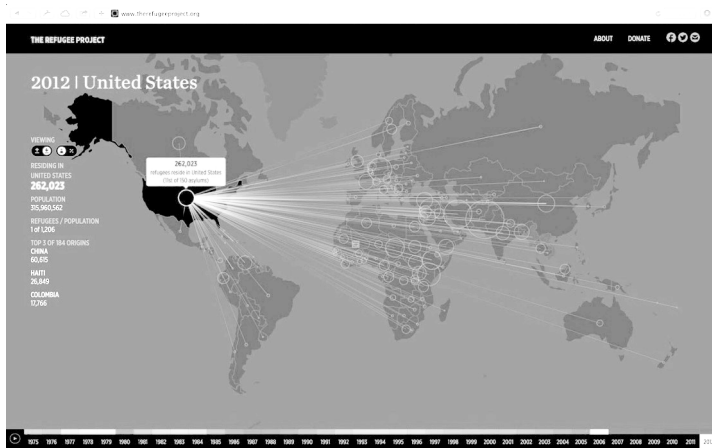 www.therefugeeproject.org
THE REFUGEE PROJECT
ABOUT DONATE
2012 | United States
VIEWING
RESIDING IN
UNITED STATES
262,023
POPULATION
315,960,562
REFUGEES / POPULATION
1 of 1,206
TOP 3 OF 184 ORIGINS
CHINA
60,615
HAITI
26,849
COLOMBIA
17,766
262,023
refugees reside in United States
1975 1976 1977 1978 1979 1980 1981 1982 1983 1984 1985 1986 1987 1988 1989 1990 1991 1992 1993 1994 1995 1996 1997 1998 1999 2000 2001 2002 2003 2004 2005 2006 2007 2008 2009 2010 2011